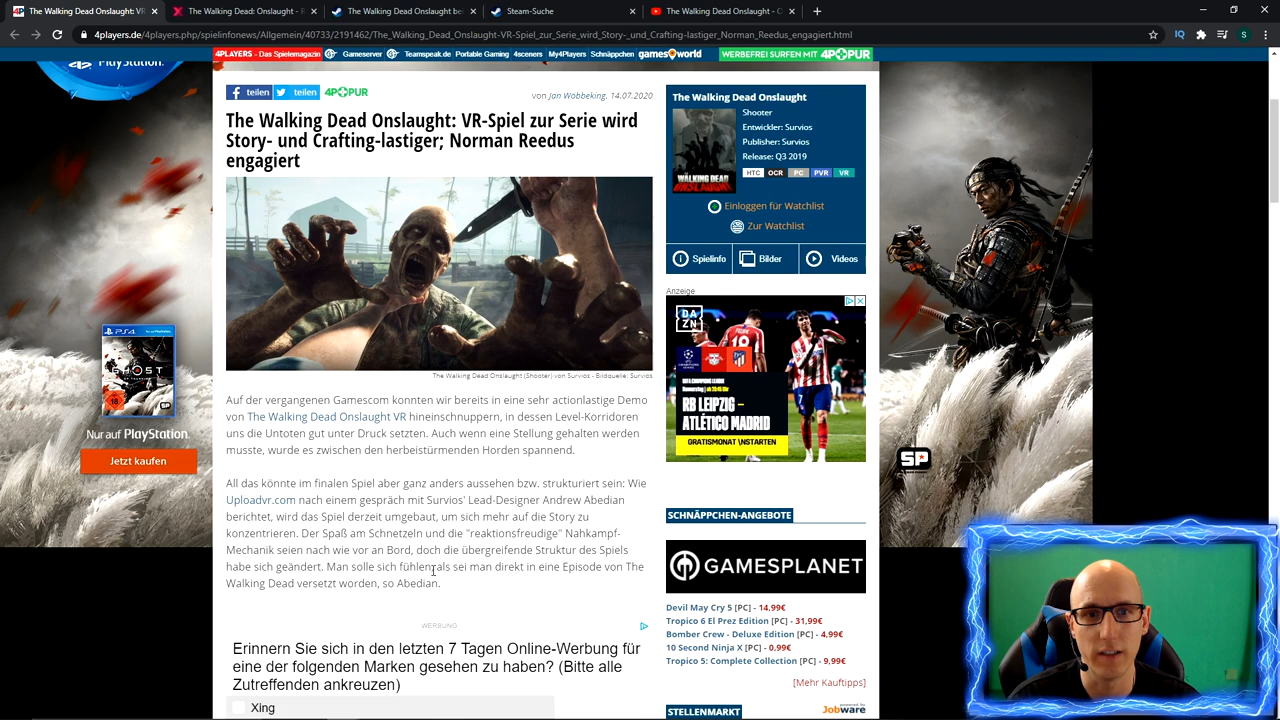 The Walking Dead Onslaught: VR
Meine Systeminfo - NETZWELT
Steam-Suche
spielinfonews - YouTube
The Walking Dead Onslaught - O
4players.de/4players.php/spielinfonews/Allgemein/40733/2191462/The_Walking_Dead_Onslaught-VR-Spiel_zur_Serie_wird_Story-_und_Crafting-lastiger_Norman_Reedus_engagiert.html
4PLAYERS - Das Spielemagazin
Gameserver
Teamspeak.de
Portable Gaming
4sceners
My4Players
Schnäppchen
gamesworld
WERBEFREI SURFEN MIT 4PPUR
PlayStation.
teilen
teilen
4PPUR
von Jan Wöbbeking, 14.07.2020
The Walking Dead Onslaught: VR-Spiel zur Serie wird
Story- und Crafting-lastiger; Norman Reedus
engagiert
The Walking Dead Onslaught (Shooter) von Survios - Bildquelle: Survios
Auf der vergangenen Gamescom konnten wir bereits in eine sehr actionlastige Demo
von The Walking Dead Onslaught VR hineinschnuppern, in dessen Level-Korridoren
uns die Untoten gut unter Druck setzten. Auch wenn eine Stellung gehalten werden
musste, wurde es zwischen den herbeistürmenden Horden spannend.
All das könnte im finalen Spiel aber ganz anders aussehen bzw. strukturiert sein: Wie
Uploadvr.com nach einem gespräch mit Survios' Lead-Designer Andrew Abedian
berichtet, wird das Spiel derzeit umgebaut, um sich mehr auf die Story zu
konzentrieren. Der Spaß am Schnetzeln und die "reaktionsfreudige" Nahkampf-
Mechanik seien nach wie vor an Bord, doch die übergreifende Struktur des Spiels
habe sich geändert. Man solle sich fühlen, als sei man direkt in eine Episode von The
Walking Dead versetzt worden, so Abedian.
WERBUNG
Erinnern Sie sich in den letzten 7 Tagen Online-Werbung für
eine der folgenden Marken gesehen zu haben? (Bitte alle
Zutreffenden ankreuzen)
Xing
The Walking Dead Onslaught
Shooter
Entwickler: Survios
Publisher: Survios
Release: Q3 2019
HTC OCR PC PVR VR
WALKING DEAD
ONSLAUGHT
Einloggen für Watchlist
Zur Watchlist
Spielinfo
Bilder
Videos
Anzeige
DAZN
RB LEIPZIG –
ATLÉTICO MADRID
GRATISMONAT \NSTARTEN
SCHNÄPPCHEN-ANGEBOTE
GAMESPLANET
Devil May Cry 5 [PC] - 14,99€
Tropico 6 El Prez Edition [PC] - 31,99€
Bomber Crew - Deluxe Edition [PC] - 4,99€
10 Second Ninja X [PC] - 0,99€
Tropico 5: Complete Collection [PC] - 9,99€
[Mehr Kauftipps]
STELLENMARKT
powered by
Jobware
PS4
GHOST
18
SP
Nur auf PlayStation.
Jetzt kaufen
SP